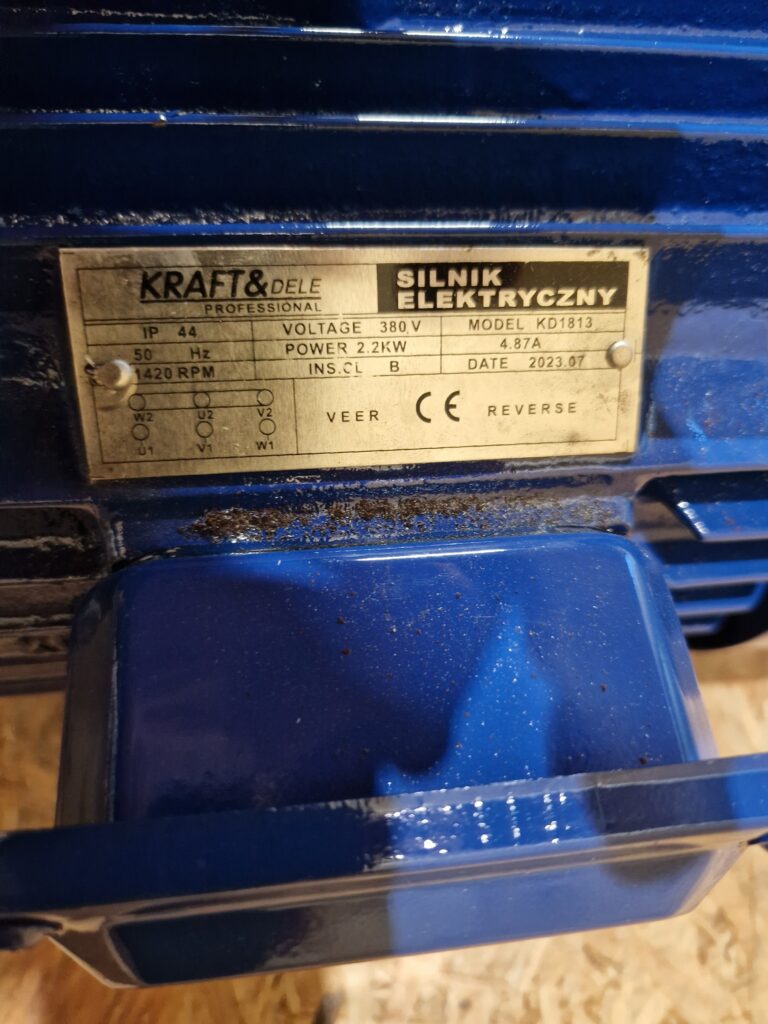 KRAFT&DELE
PROFESSIONAL
SILNIK
ELEKTRYCZNY
IP 44 VOLTAGE 380,V MODEL KD1813
50 Hz POWER 2.2KW 4.87A
1420 RPM INS.CL B DATE 2023.07
W2 U2 V2
U1 V1 W1
VEER CE REVERSE